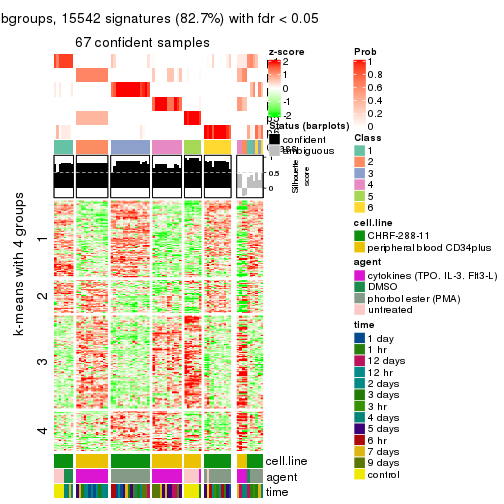 bgroups, 15542 signatures (82.7%) with fdr < 0.05
67 confident samples
k-means with 4 groups
1
2
3
4
z-score
2
1
0
-1
-2
Status (barplots)
confident
ambiguous
1
0.5
0
Silhouette
score
cell.line
agent
time
Prob
1
0.8
0.6
0.4
0.2
0
Class
1
2
3
4
5
6
cell.line
CHRF-288-11
peripheral blood CD34plus
agent
cytokines (TPO. IL-3. Flt3-L)
DMSO
phorbol ester (PMA)
untreated
time
1 day
1 hr
12 days
12 hr
2 days
3 days
3 hr
4 days
5 days
6 hr
7 days
9 days
control